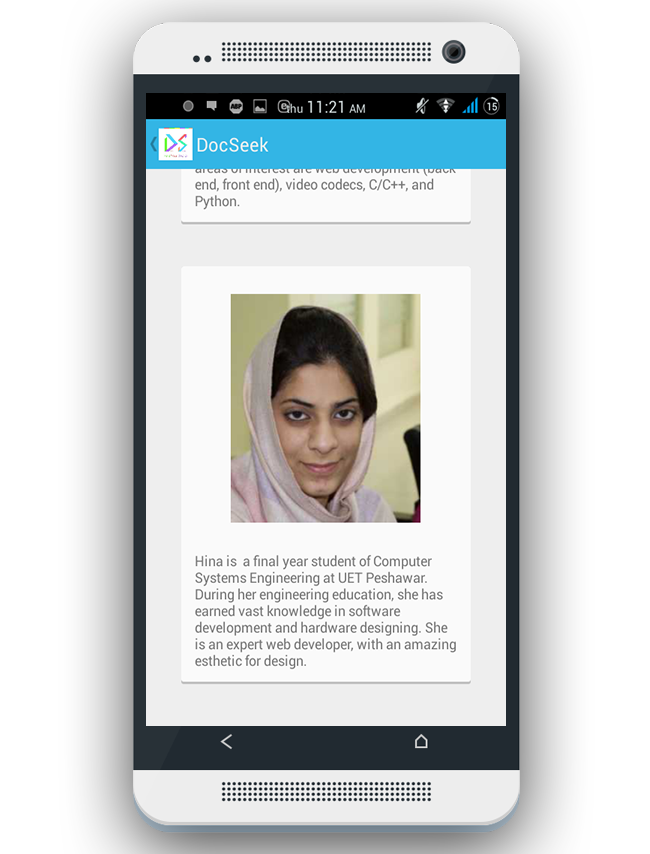 ABP
Thu 11:21 AM
15
DS
DocSeek
areas of interest are web development (back
end, front end), video codecs, C/C++, and
Python.
Hina is a final year student of Computer
Systems Engineering at UET Peshawar.
During her engineering education, she has
earned vast knowledge in software
development and hardware designing. She
is an expert web developer, with an amazing
esthetic for design.